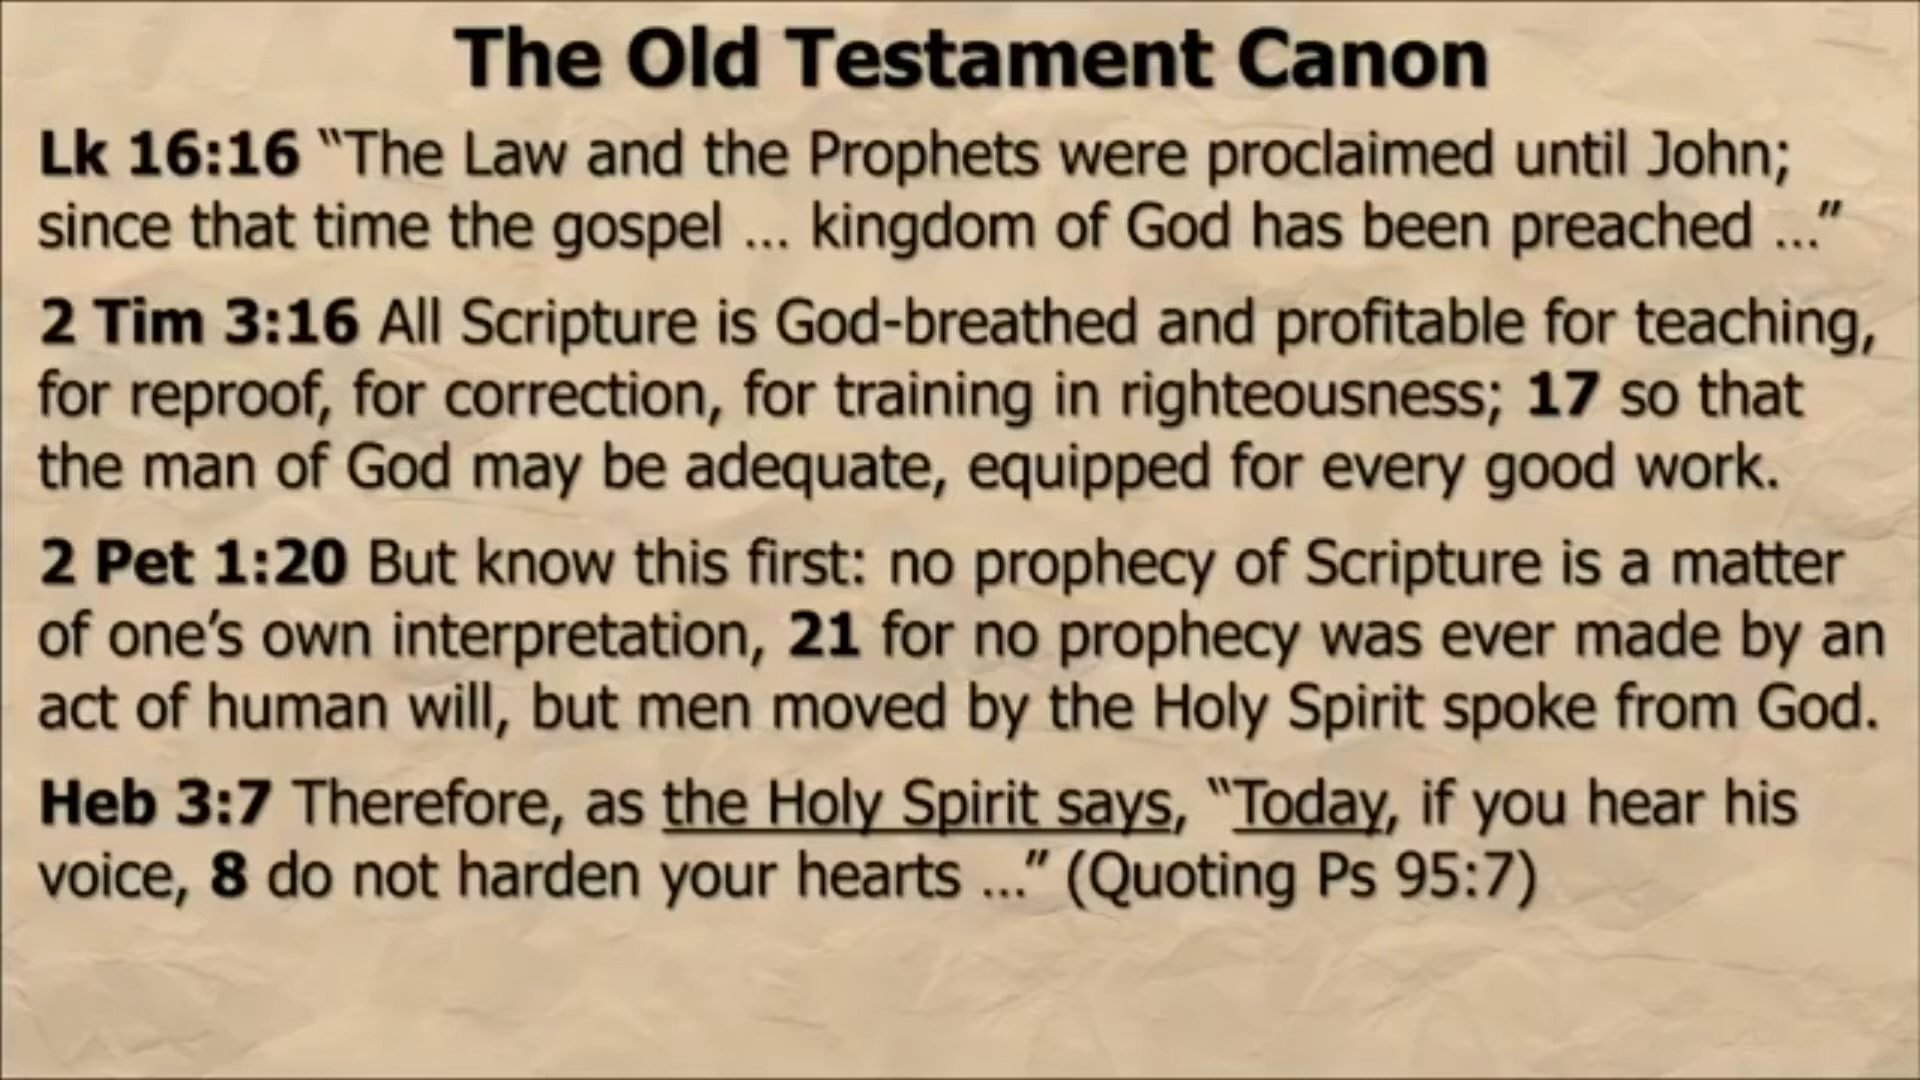 The Old Testament Canon
Lk 16:16 “The Law and the Prophets were proclaimed until John;
since that time the gospel ... kingdom of God has been preached ...”
2 Tim 3:16 All Scripture is God-breathed and profitable for teaching,
for reproof, for correction, for training in righteousness; 17 so that
the man of God may be adequate, equipped for every good work.
2 Pet 1:20 But know this first: no prophecy of Scripture is a matter
of one’s own interpretation, 21 for no prophecy was ever made by an
act of human will, but men moved by the Holy Spirit spoke from God.
Heb 3:7 Therefore, as the Holy Spirit says, “Today, if you hear his
voice, 8 do not harden your hearts ...” (Quoting Ps 95:7)